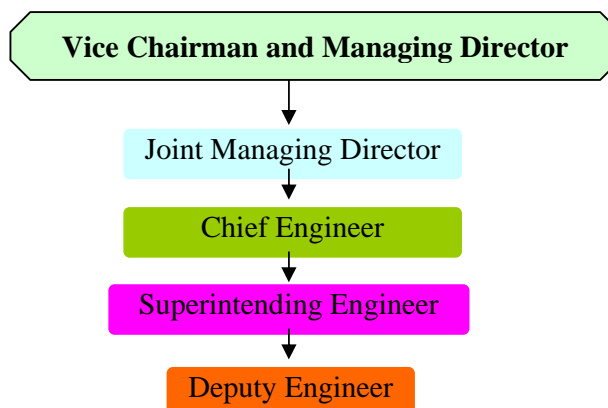 Vice Chairman and Managing Director
Joint Managing Director
Chief Engineer
Superintending Engineer
Deputy Engineer